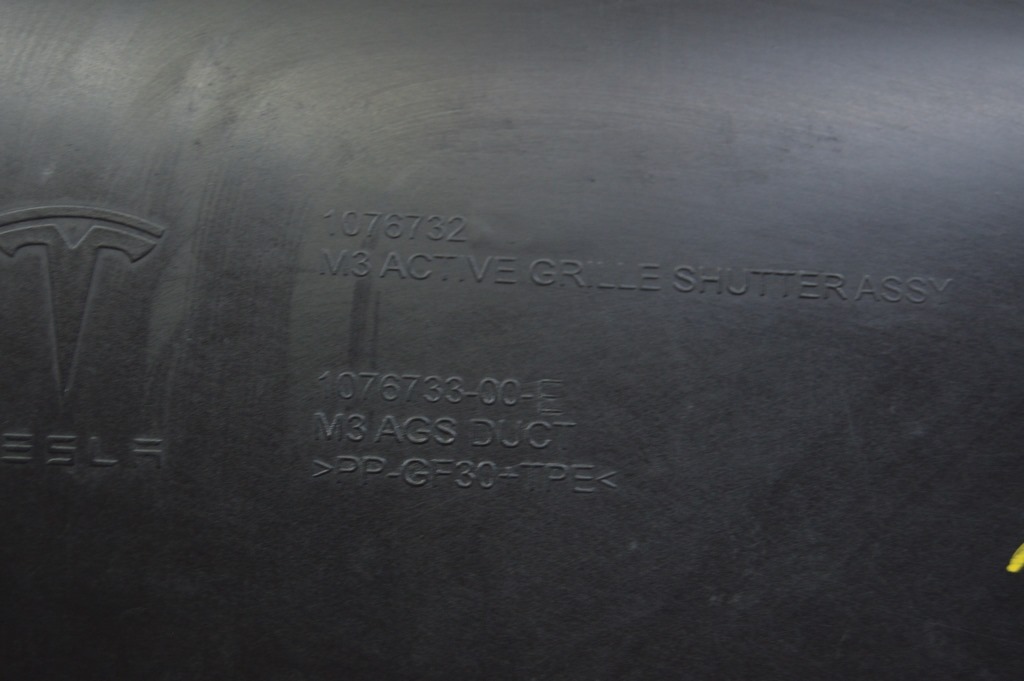 1076732
M3 ACTIVE GRILLE SHUTTER ASSY
1076733-00-E
M3 AGS DUCT
>PP-GF30+TPE<
TESLA